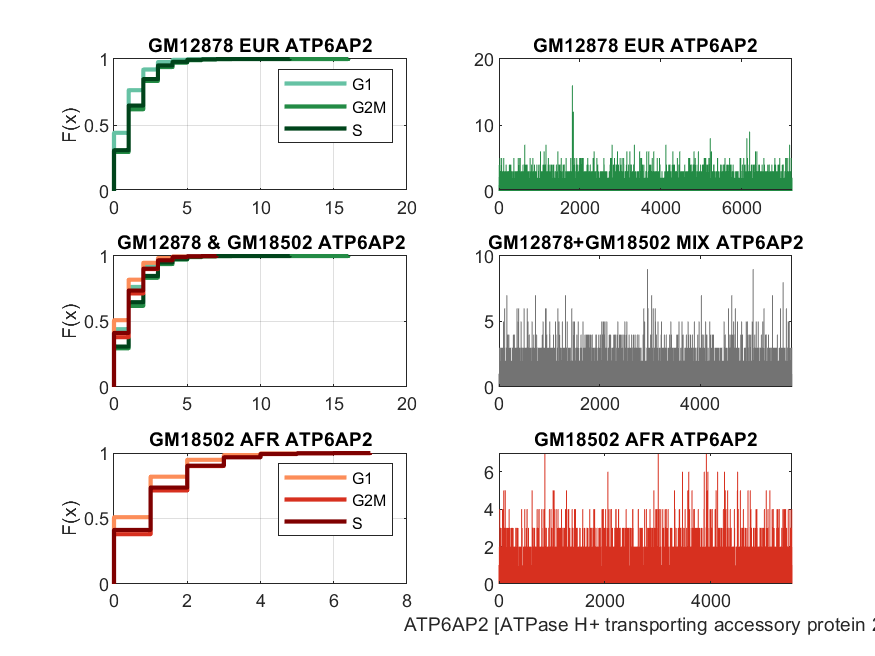 GM12878 EUR ATP6AP2
F(x)
1
0.5
0
0 5 10 15 20
G1
G2M
S
GM12878 EUR ATP6AP2
20
10
0
0 2000 4000 6000
GM12878 & GM18502 ATP6AP2
F(x)
1
0.5
0
0 5 10 15 20
GM12878+GM18502 MIX ATP6AP2
10
5
0
0 2000 4000
GM18502 AFR ATP6AP2
F(x)
1
0.5
0
0 2 4 6 8
G1
G2M
S
GM18502 AFR ATP6AP2
6
4
2
0
0 2000 4000
ATP6AP2 [ATPase H+ transporting accessory protein 2